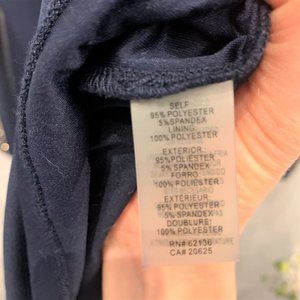 SELF:
95% POLYESTER
5% SPANDEX
LINING:
100% POLYESTER
EXTERIOR:
95% POLIESTER
5% SPANDEX
FORRO:
100% POLIESTER
EXTÉRIEUR:
95% POLYESTER
5% SPANDEX
DOUBLURE:
100% POLYESTER
RN# 62136
CA# 20625